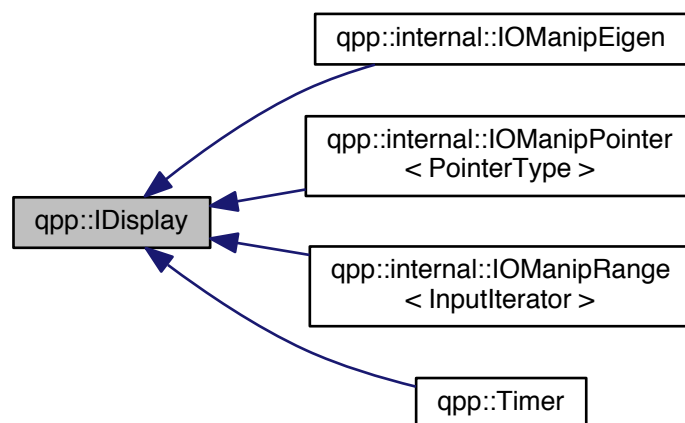 qpp::internal::IOManipEigen
qpp::internal::IOManipPointer
< PointerType >
qpp::IDisplay
qpp::internal::IOManipRange
< InputIterator >
qpp::Timer